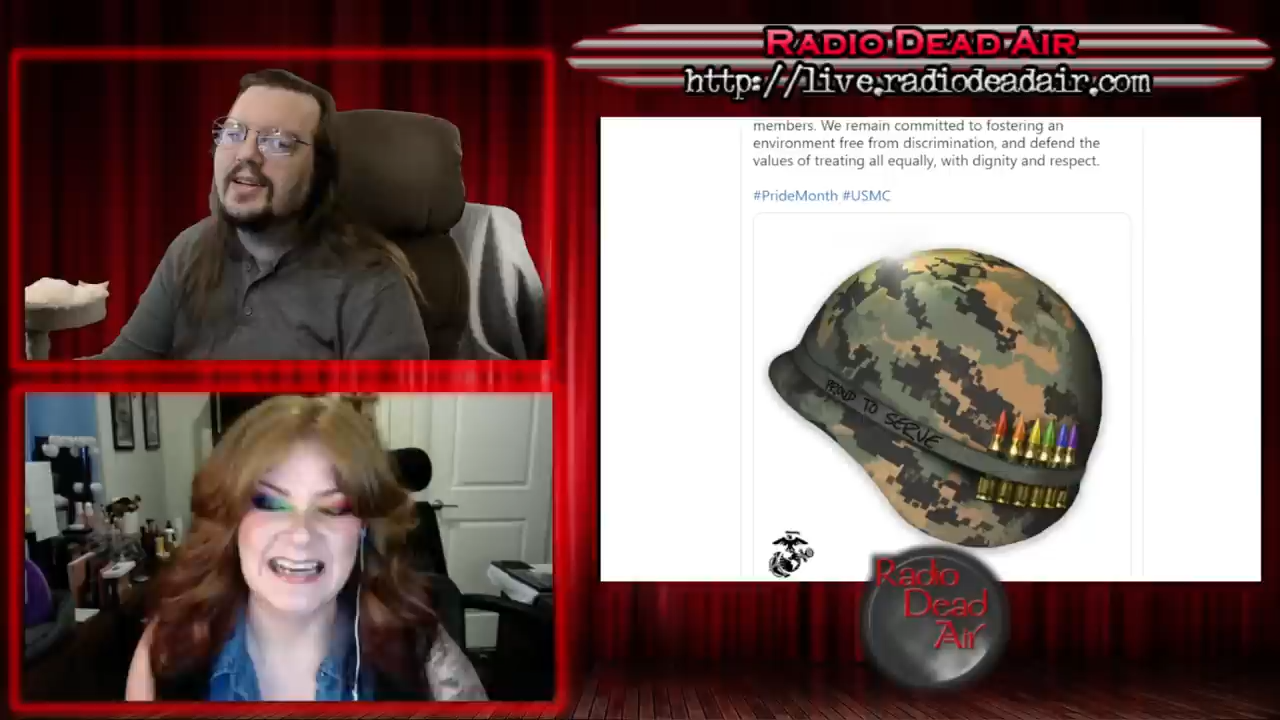 RADIO DEAD AIR
http://live.radiodeadair.com
members. We remain committed to fostering an
environment free from discrimination, and defend the
values of treating all equally, with dignity and respect.
#PrideMonth #USMC
PROUD TO SERVE
Radio
Dead
Air